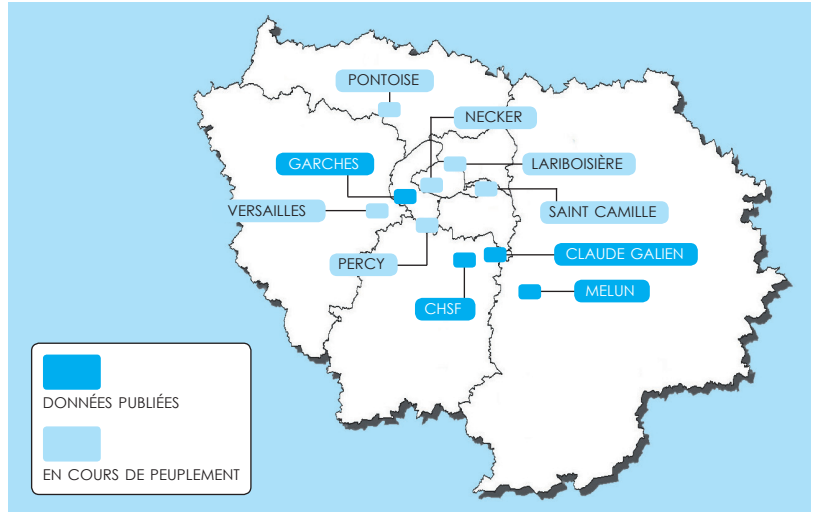 PONTOISE
NECKER
GARCHES
LARIBOISIÈRE
VERSAILLES
SAINT CAMILLE
PERCY
CLAUDE GALIEN
MELUN
CHSF
DONNÉES PUBLIÉES
EN COURS DE PEUPLEMENT